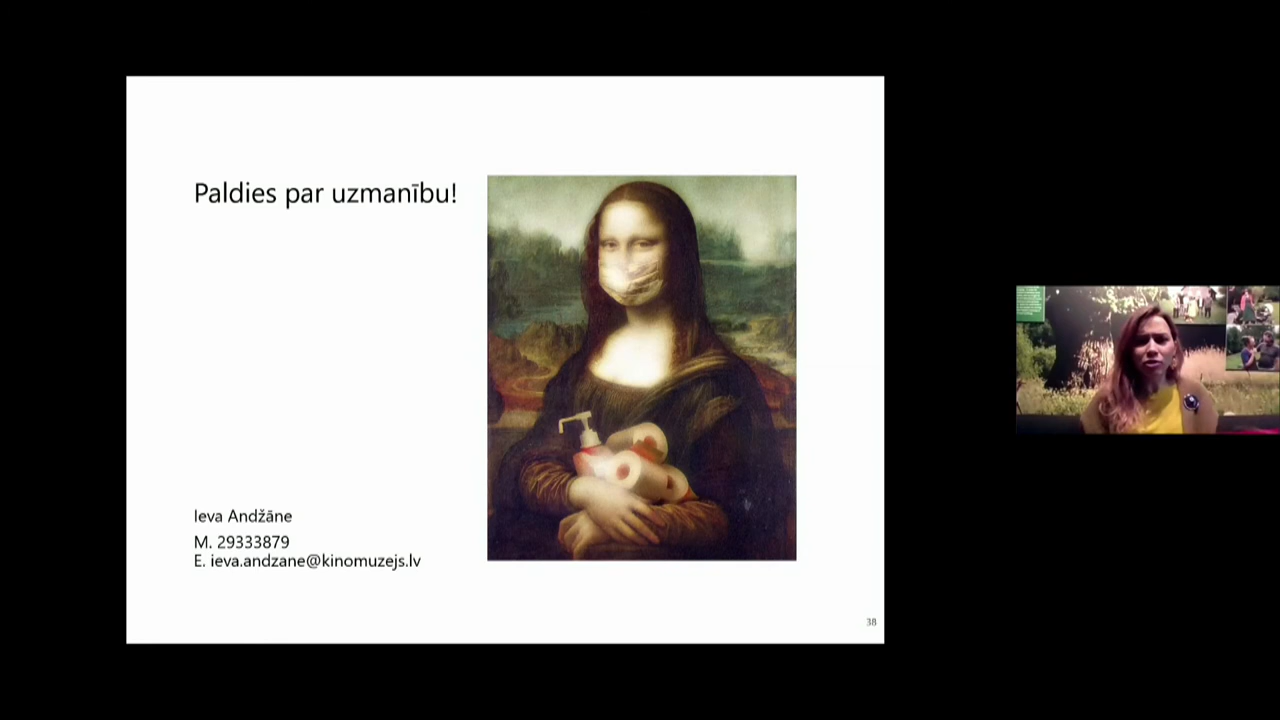 Paldies par uzmanību!
Ieva Andžāne
M. 29333879
E. ieva.andzane@kinomuzejs.lv
38